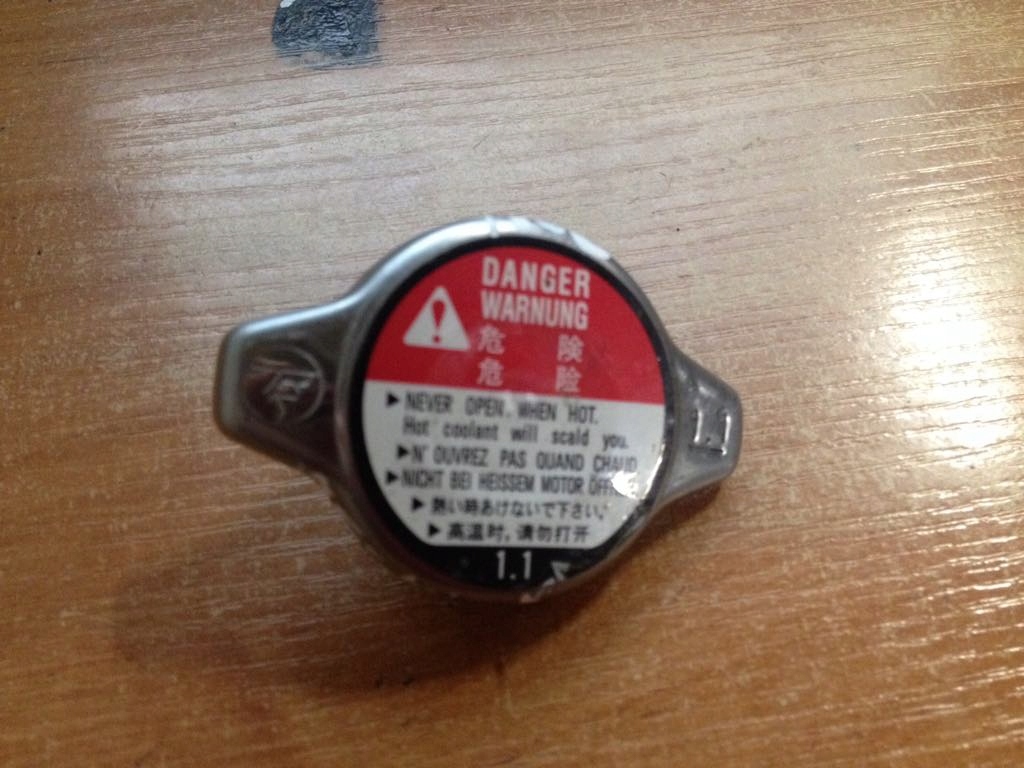 DANGER
WARNUNG
危 険
危 险
▶ NEVER OPEN WHEN HOT.
Hot coolant will scald you.
▶ N' OUVREZ PAS QUAND CHAUD
▶ NICHT BEI HEISSEM MOTOR
▶ 熱い時あけないで下さい。
▶ 高温时，请勿打开
1.1
1.1